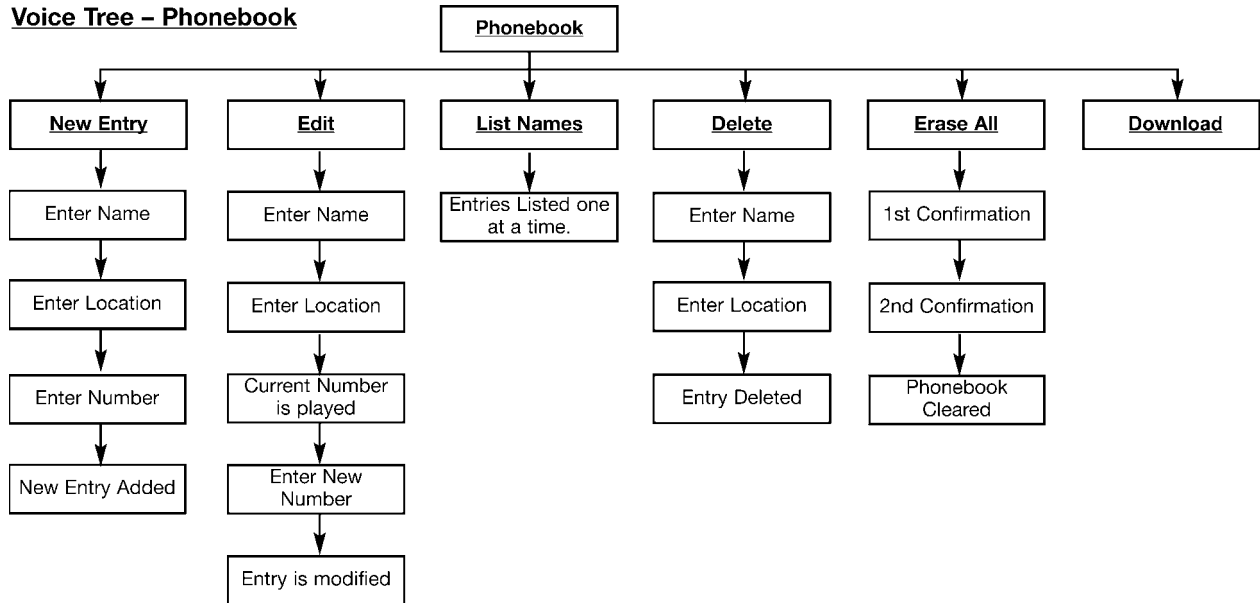 Voice Tree – Phonebook
Phonebook
New Entry
Edit
List Names
Delete
Erase All
Download
Enter Name
Enter Name
Entries Listed one
at a time.
Enter Name
1st Confirmation
Enter Location
Enter Location
Enter Location
2nd Confirmation
Enter Number
Current Number
is played
Entry Deleted
Phonebook
Cleared
New Entry Added
Enter New
Number
Entry is modified